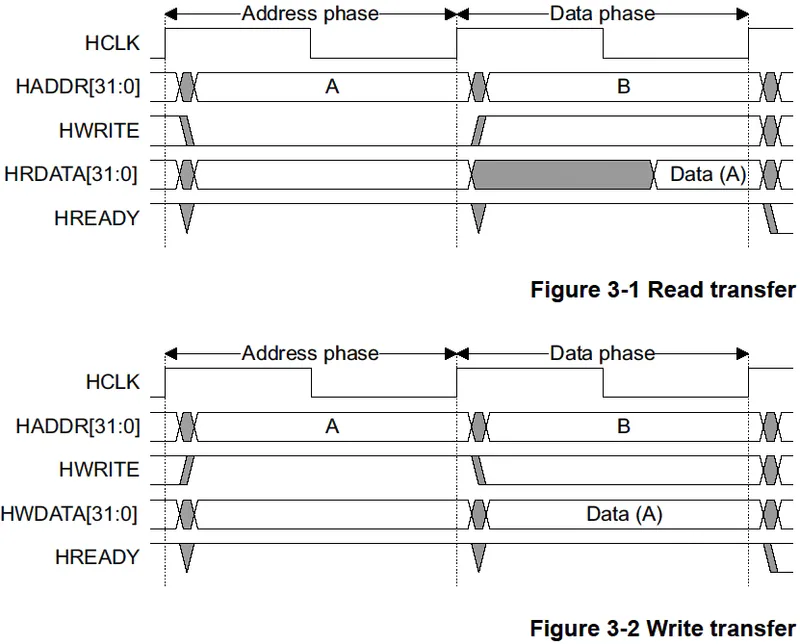 Address phase Data phase
HCLK
HADDR[31:0] A B
HWRITE
HRDATA[31:0] Data (A)
HREADY
Figure 3-1 Read transfer
Address phase Data phase
HCLK
HADDR[31:0] A B
HWRITE
HWDATA[31:0] Data (A)
HREADY
Figure 3-2 Write transfer